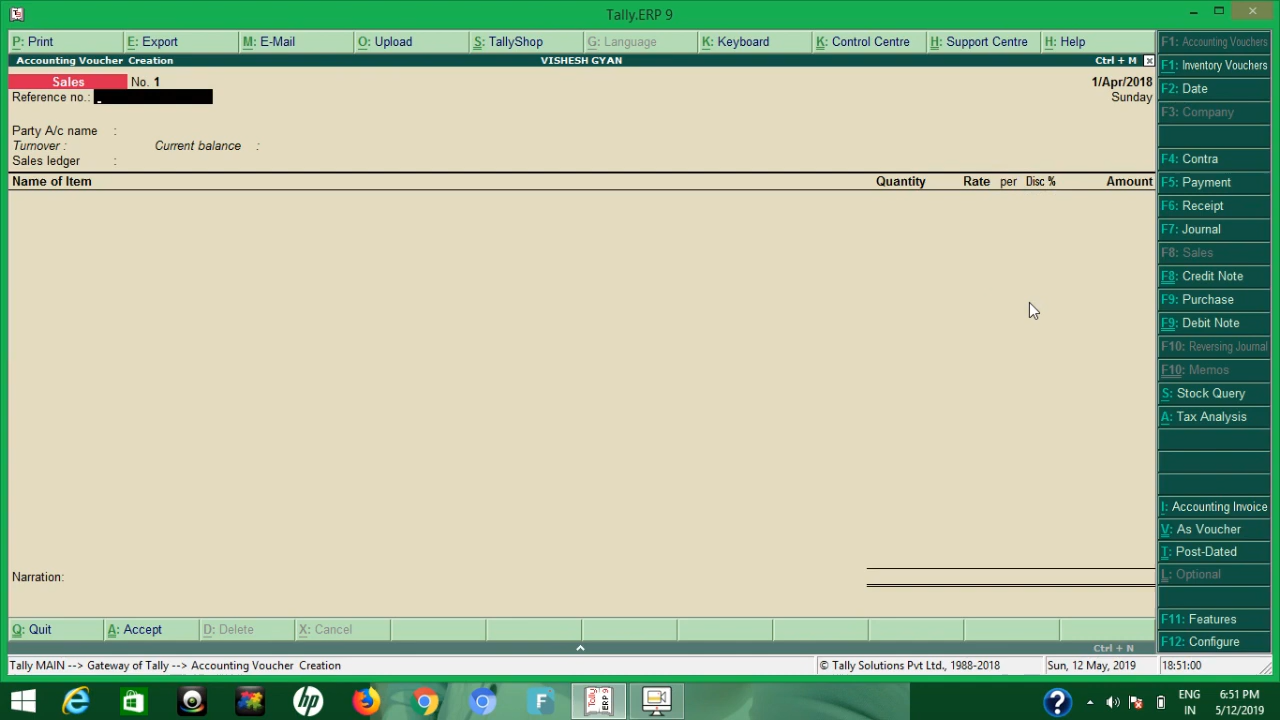 Tally.ERP 9
P: Print E: Export M: E-Mail O: Upload S: TallyShop G: Language K: Keyboard K: Control Centre H: Support Centre H: Help
Accounting Voucher Creation VISHESH GYAN Ctrl + M
Sales No. 1 1/Apr/2018
Reference no.: Sunday
Party A/c name :
Turnover : Current balance :
Sales ledger :
Name of Item Quantity Rate per Disc % Amount
Narration:
F1: Accounting Vouchers
F1: Inventory Vouchers
F2: Date
F3: Company
F4: Contra
F5: Payment
F6: Receipt
F7: Journal
F8: Sales
F8: Credit Note
F9: Purchase
F9: Debit Note
F10: Reversing Journal
F10: Memos
S: Stock Query
A: Tax Analysis
I: Accounting Invoice
V: As Voucher
T: Post-Dated
L: Optional
F11: Features
F12: Configure
Q: Quit A: Accept D: Delete X: Cancel
Ctrl + N
Tally MAIN --> Gateway of Tally --> Accounting Voucher Creation © Tally Solutions Pvt Ltd., 1988-2018 Sun, 12 May, 2019 18:51:00
hp F Tally ERP 9 ? ENG 6:51 PM
IN 5/12/2019